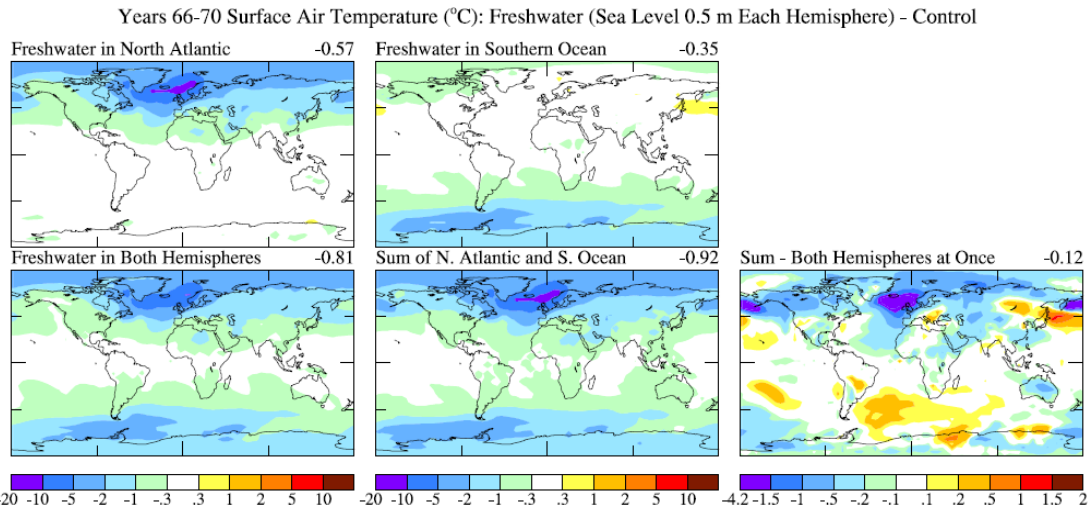 Years 66-70 Surface Air Temperature (°C): Freshwater (Sea Level 0.5 m Each Hemisphere) - Control
Freshwater in North Atlantic -0.57
Freshwater in Southern Ocean -0.35
Freshwater in Both Hemispheres -0.81
Sum of N. Atlantic and S. Ocean -0.92
Sum - Both Hemispheres at Once -0.12
-20 -10 -5 -2 -1 -.3 .3 1 2 5 10
-20 -10 -5 -2 -1 -.3 .3 1 2 5 10
-4.2 -1.5 -1 -.5 -.2 -.1 .1 .2 .5 1 1.5 2